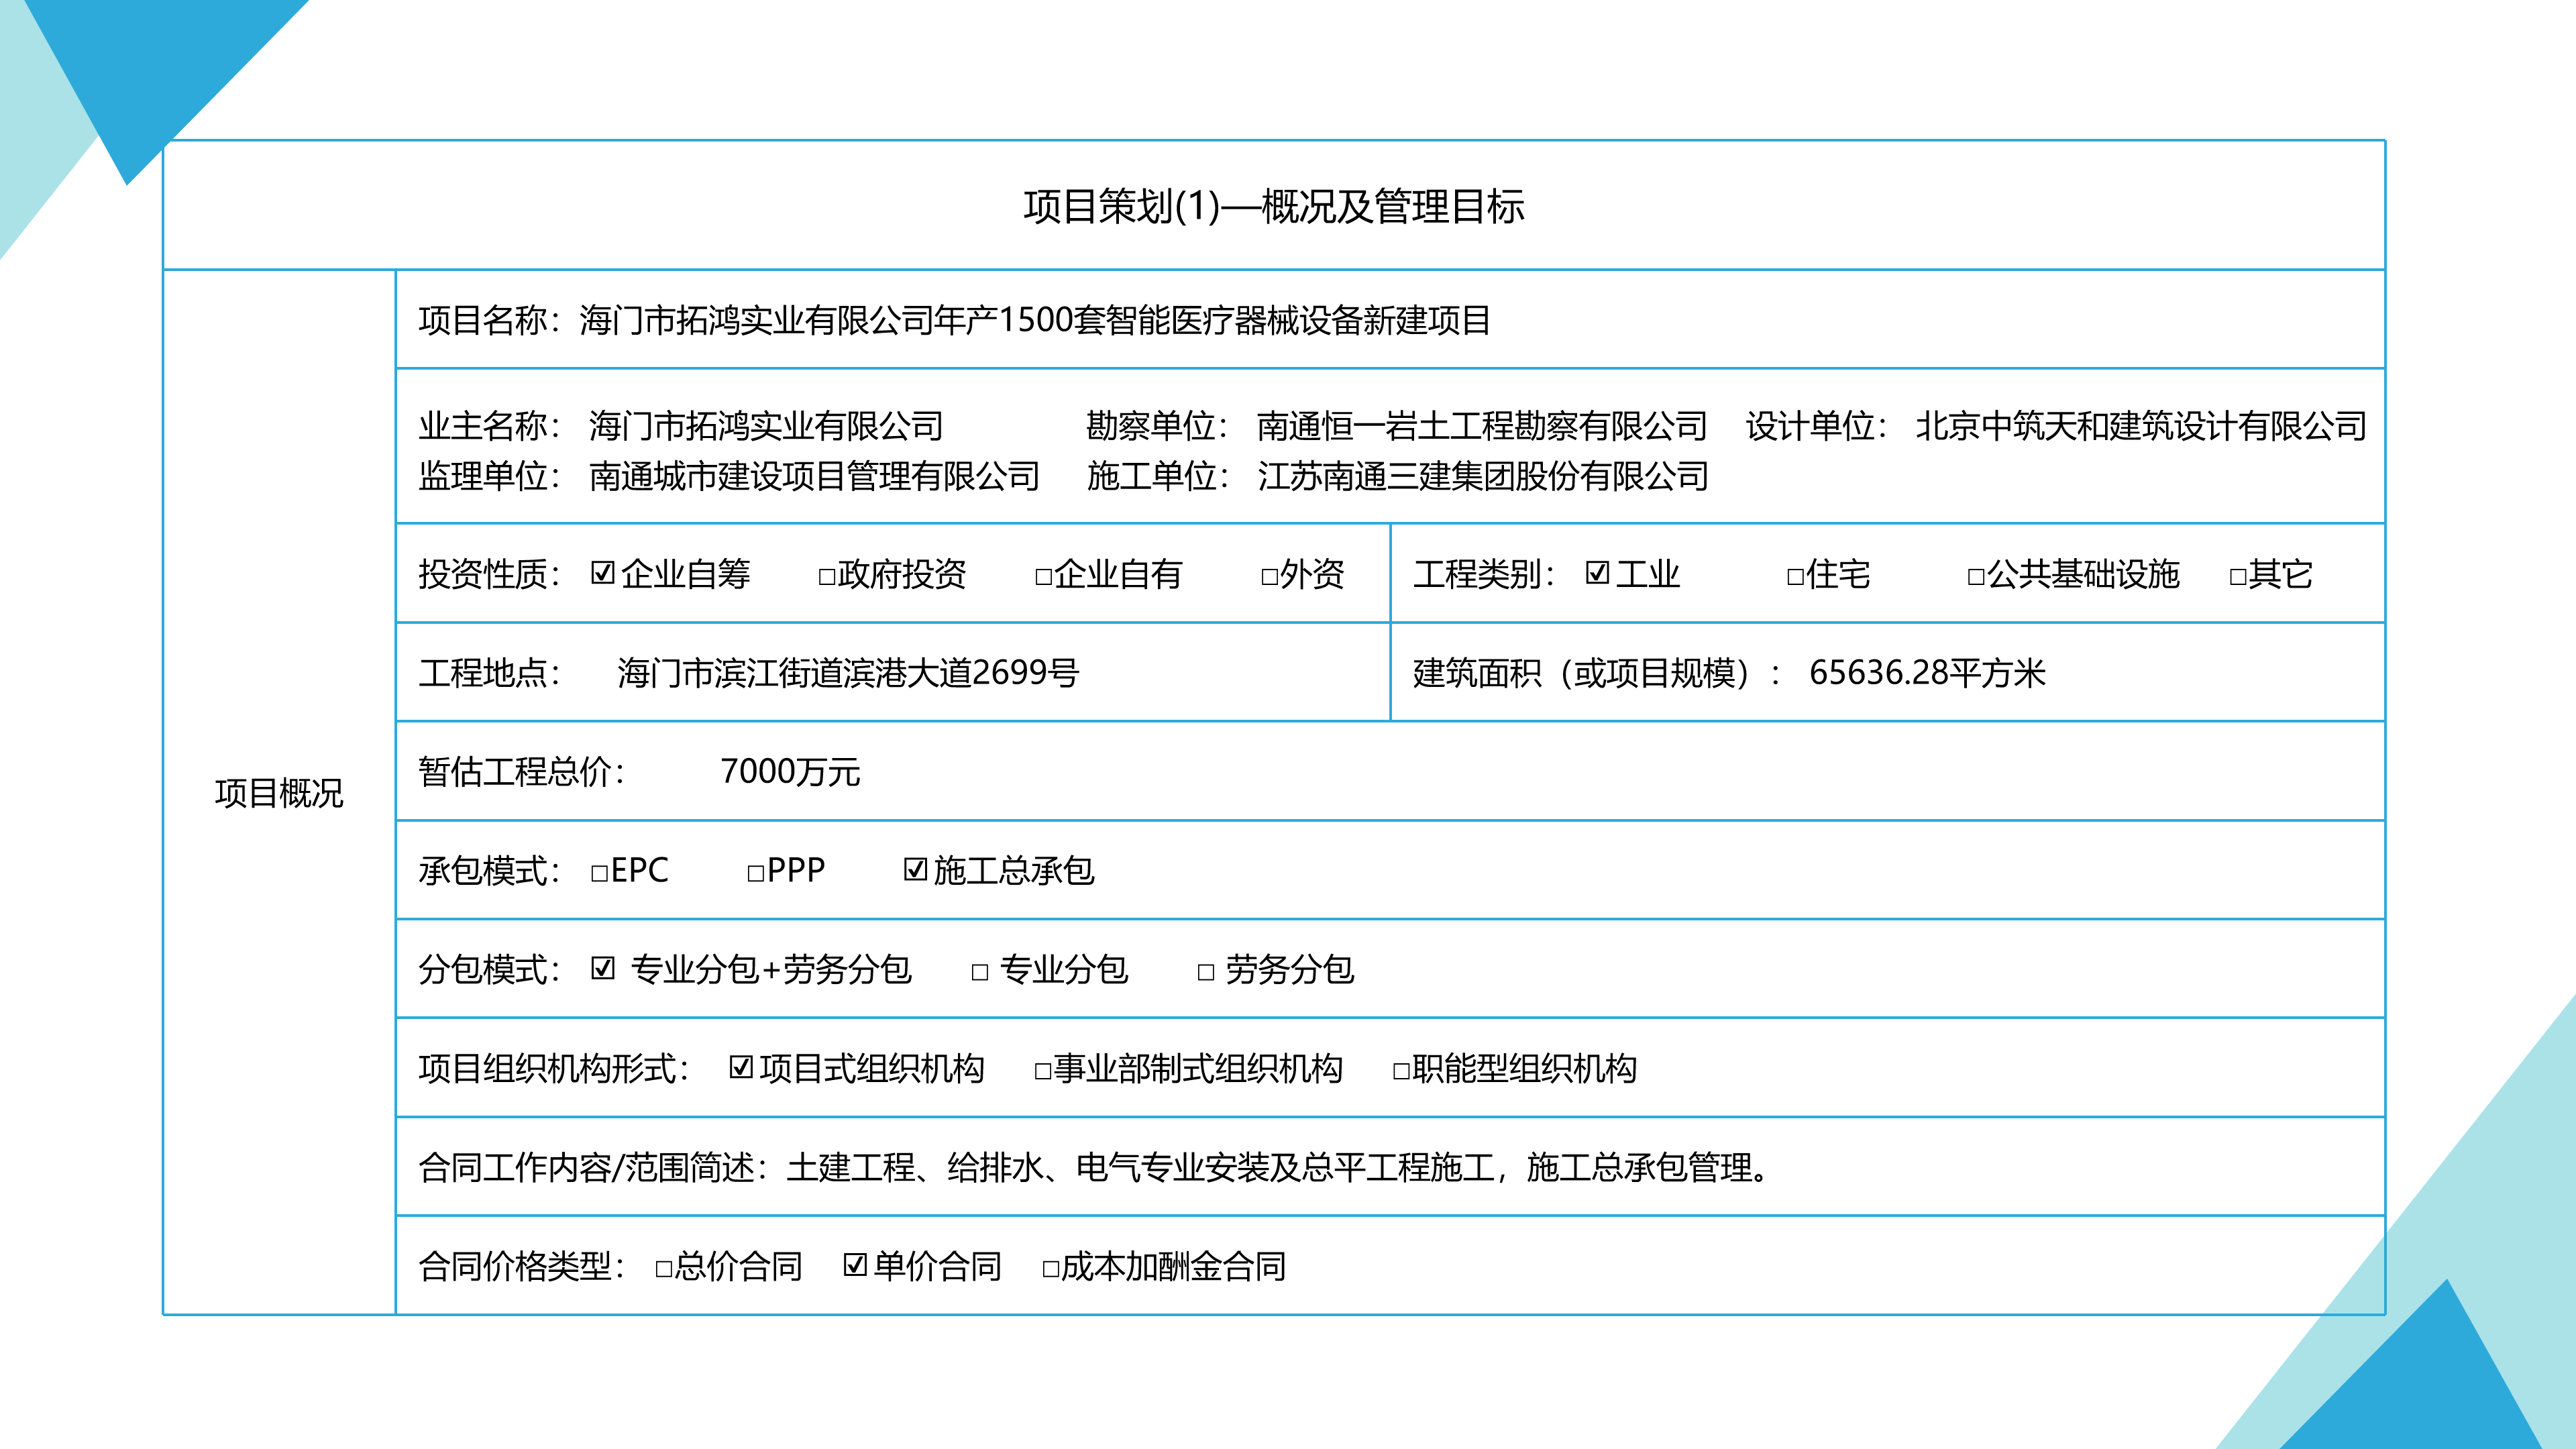 项目策划(1)—概况及管理目标
项目概况
项目名称：海门市拓鸿实业有限公司年产1500套智能医疗器械设备新建项目
业主名称： 海门市拓鸿实业有限公司 勘察单位： 南通恒一岩土工程勘察有限公司 设计单位： 北京中筑天和建筑设计有限公司
监理单位： 南通城市建设项目管理有限公司 施工单位： 江苏南通三建集团股份有限公司
投资性质： ☑企业自筹 □政府投资 □企业自有 □外资
工程类别： ☑工业 □住宅 □公共基础设施 □其它
工程地点： 海门市滨江街道滨港大道2699号
建筑面积（或项目规模）： 65636.28平方米
暂估工程总价： 7000万元
承包模式： □EPC □PPP ☑施工总承包
分包模式： ☑ 专业分包+劳务分包 □ 专业分包 □ 劳务分包
项目组织机构形式： ☑项目式组织机构 □事业部制式组织机构 □职能型组织机构
合同工作内容/范围简述：土建工程、给排水、电气专业安装及总平工程施工，施工总承包管理。
合同价格类型： □总价合同 ☑单价合同 □成本加酬金合同